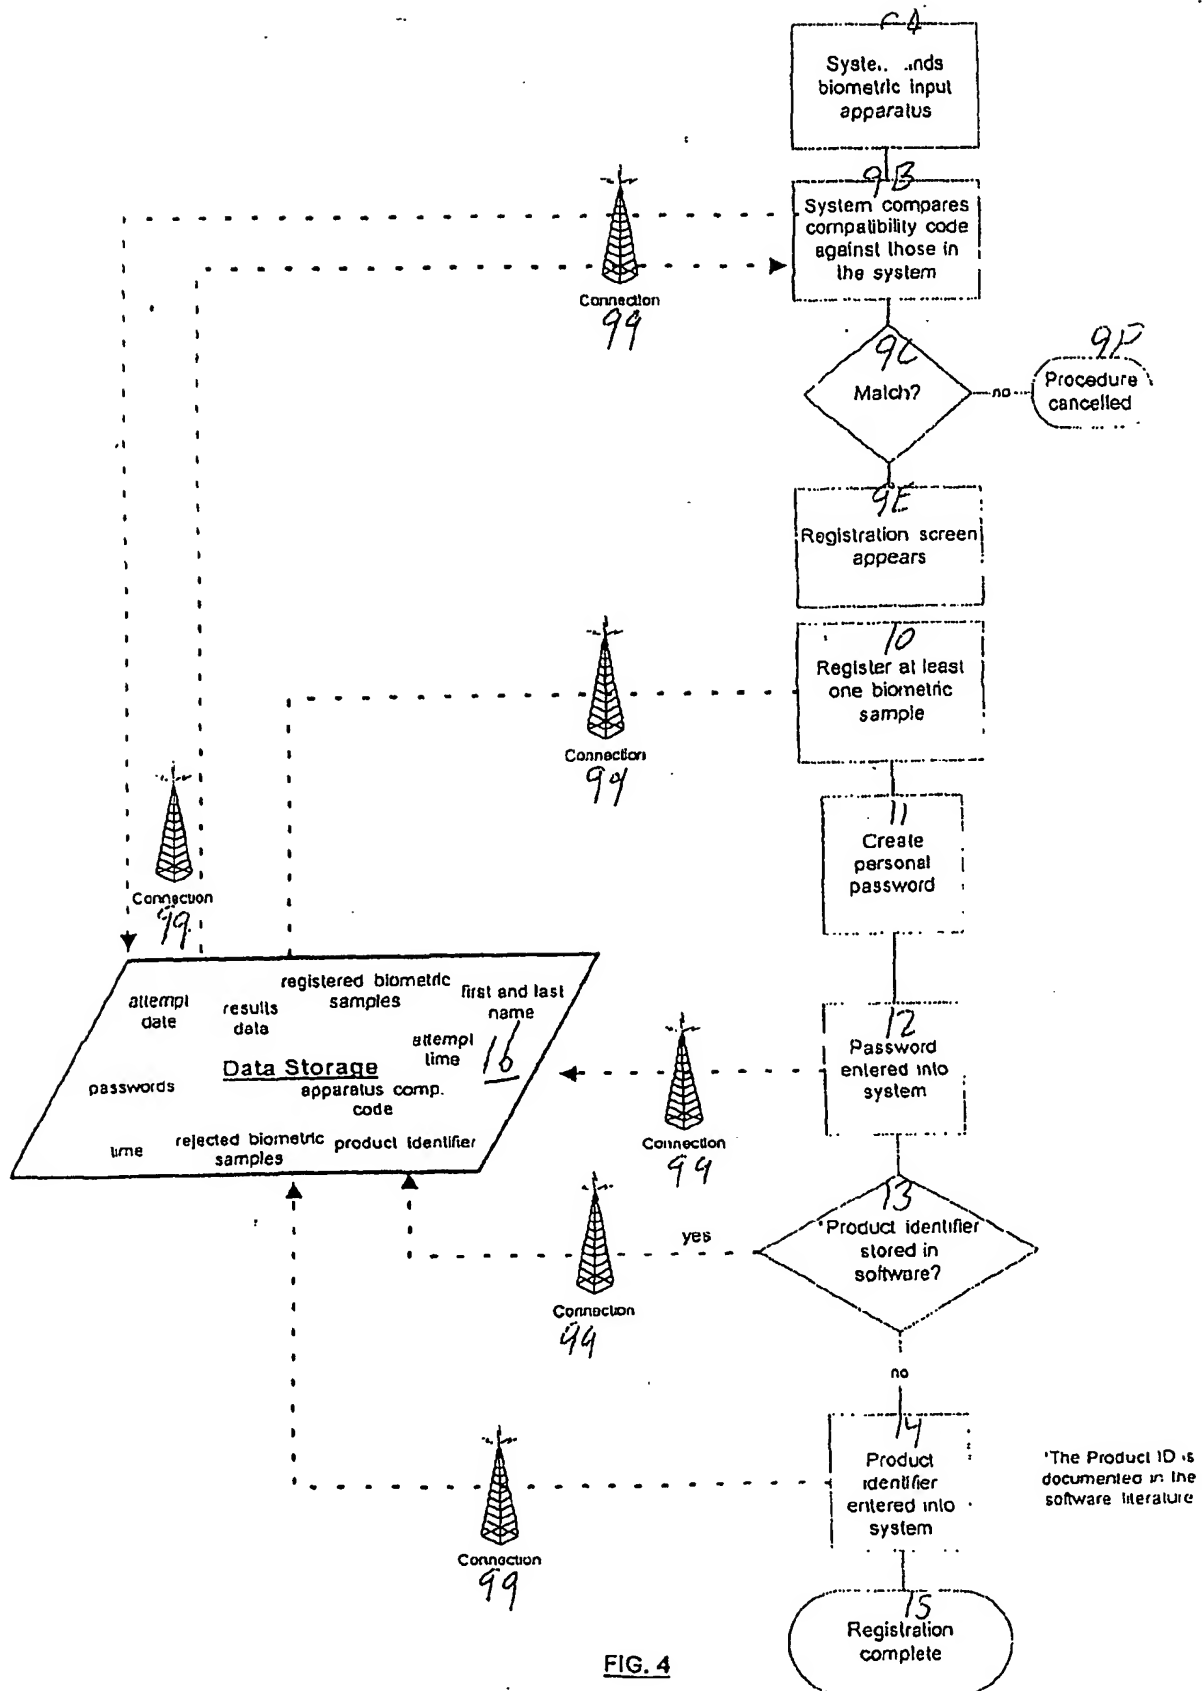 biometric input
apparatus
9B
System compares
compatibility code
against those in
the system
Connection
99
9C
Match?
no
9D
Procedure
cancelled
9E
Registration screen
appears
10
Register at least
one biometric
sample
Connection
99
11
Create
personal
password
Connection
99
registered biometric
samples
first and last
name
attempt
date
results
data
attempt
time
16
Data Storage
passwords
apparatus comp.
code
time
rejected biometric
samples
product identifier
12
Password
entered into
system
Connection
99
13
*Product identifier
stored in
software?
yes
Connection
99
no
14
Product
identifier
entered into
system
*The Product ID is
documented in the
software literature
Connection
99
15
Registration
complete
FIG. 4